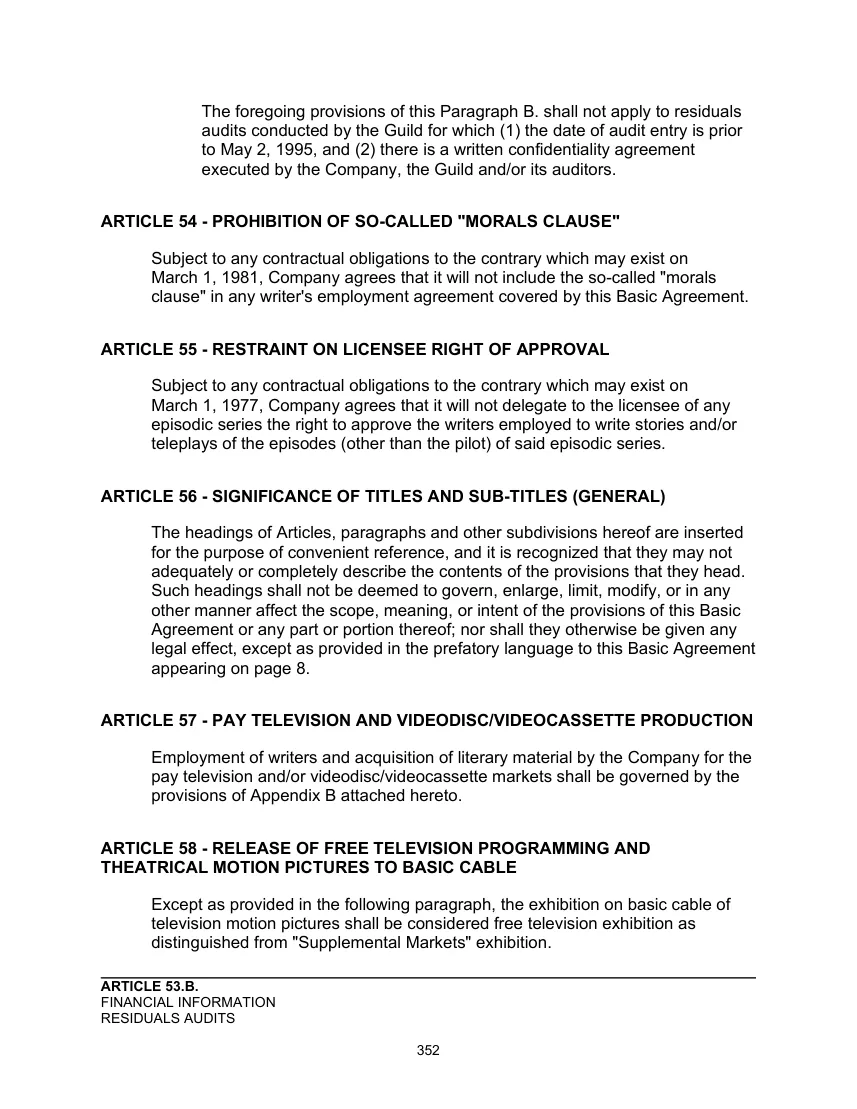 The foregoing provisions of this Paragraph B. shall not apply to residuals
audits conducted by the Guild for which (1) the date of audit entry is prior
to May 2, 1995, and (2) there is a written confidentiality agreement
executed by the Company, the Guild and/or its auditors.
ARTICLE 54 - PROHIBITION OF SO-CALLED "MORALS CLAUSE"
Subject to any contractual obligations to the contrary which may exist on
March 1, 1981, Company agrees that it will not include the so-called "morals
clause" in any writer's employment agreement covered by this Basic Agreement.
ARTICLE 55 - RESTRAINT ON LICENSEE RIGHT OF APPROVAL
Subject to any contractual obligations to the contrary which may exist on
March 1, 1977, Company agrees that it will not delegate to the licensee of any
episodic series the right to approve the writers employed to write stories and/or
teleplays of the episodes (other than the pilot) of said episodic series.
ARTICLE 56 - SIGNIFICANCE OF TITLES AND SUB-TITLES (GENERAL)
The headings of Articles, paragraphs and other subdivisions hereof are inserted
for the purpose of convenient reference, and it is recognized that they may not
adequately or completely describe the contents of the provisions that they head.
Such headings shall not be deemed to govern, enlarge, limit, modify, or in any
other manner affect the scope, meaning, or intent of the provisions of this Basic
Agreement or any part or portion thereof; nor shall they otherwise be given any
legal effect, except as provided in the prefatory language to this Basic Agreement
appearing on page 8.
ARTICLE 57 - PAY TELEVISION AND VIDEODISC/VIDEOCASSETTE PRODUCTION
Employment of writers and acquisition of literary material by the Company for the
pay television and/or videodisc/videocassette markets shall be governed by the
provisions of Appendix B attached hereto.
ARTICLE 58 - RELEASE OF FREE TELEVISION PROGRAMMING AND
THEATRICAL MOTION PICTURES TO BASIC CABLE
Except as provided in the following paragraph, the exhibition on basic cable of
television motion pictures shall be considered free television exhibition as
distinguished from "Supplemental Markets" exhibition.
ARTICLE 53.B.
FINANCIAL INFORMATION
RESIDUALS AUDITS
352